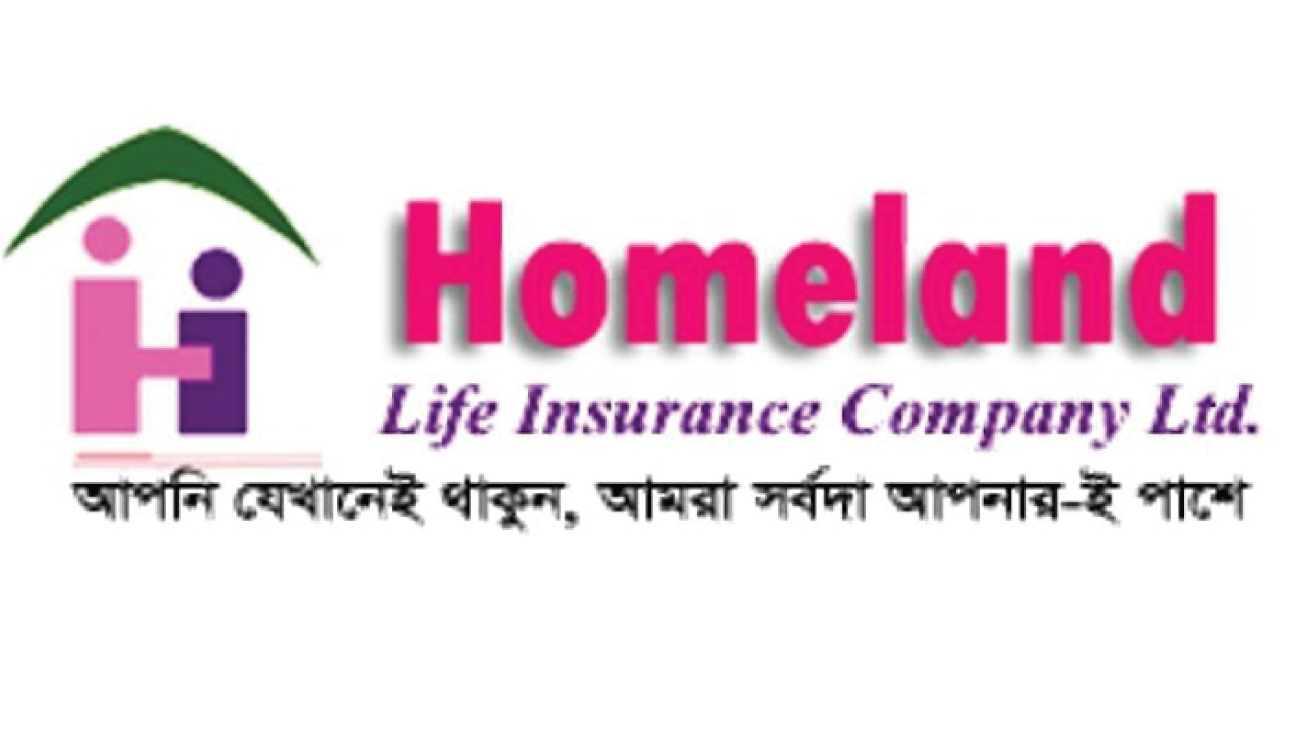 Homeland
Life Insurance Company Ltd.
আপনি যেখানেই থাকুন, আমরা সর্বদা আপনার-ই পাশে